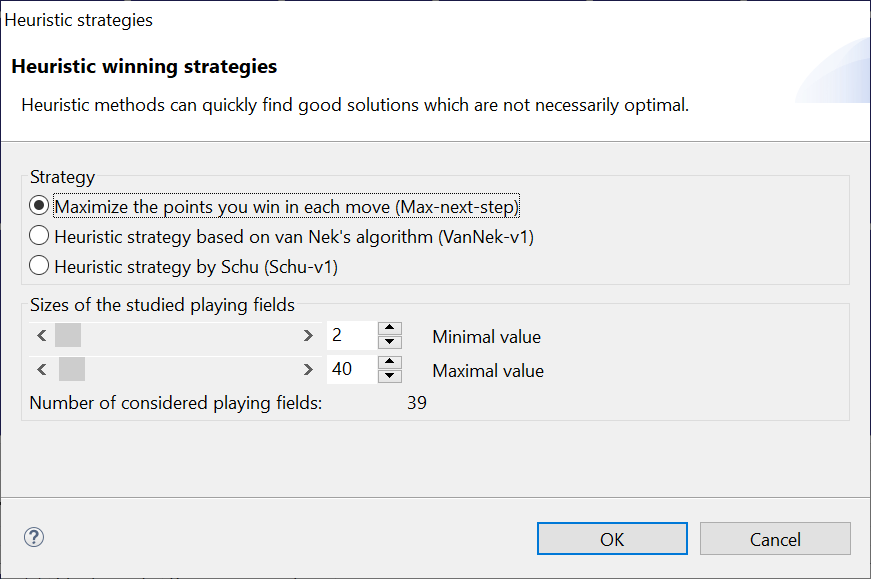 Heuristic strategies
Heuristic winning strategies
Heuristic methods can quickly find good solutions which are not necessarily optimal.
Strategy
Maximize the points you win in each move (Max-next-step)
Heuristic strategy based on van Nek's algorithm (VanNek-v1)
Heuristic strategy by Schu (Schu-v1)
Sizes of the studied playing fields
2 Minimal value
40 Maximal value
Number of considered playing fields: 39
?
OK Cancel